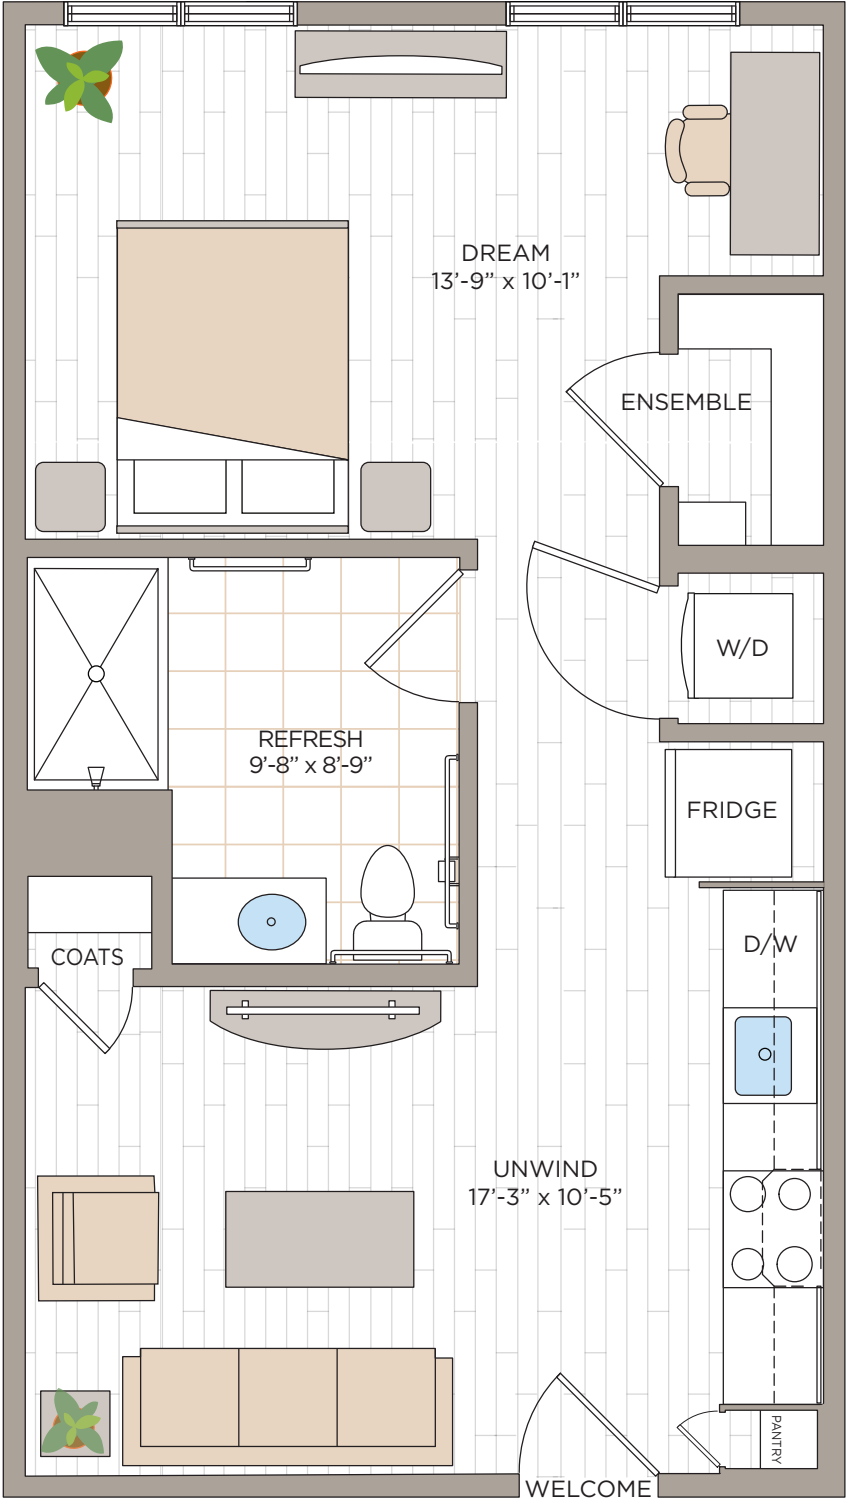 DREAM
13’-9” x 10’-1”
ENSEMBLE
W/D
REFRESH
9’-8” x 8’-9”
FRIDGE
D/W
COATS
UNWIND
17’-3” x 10’-5”
PANTRY
WELCOME